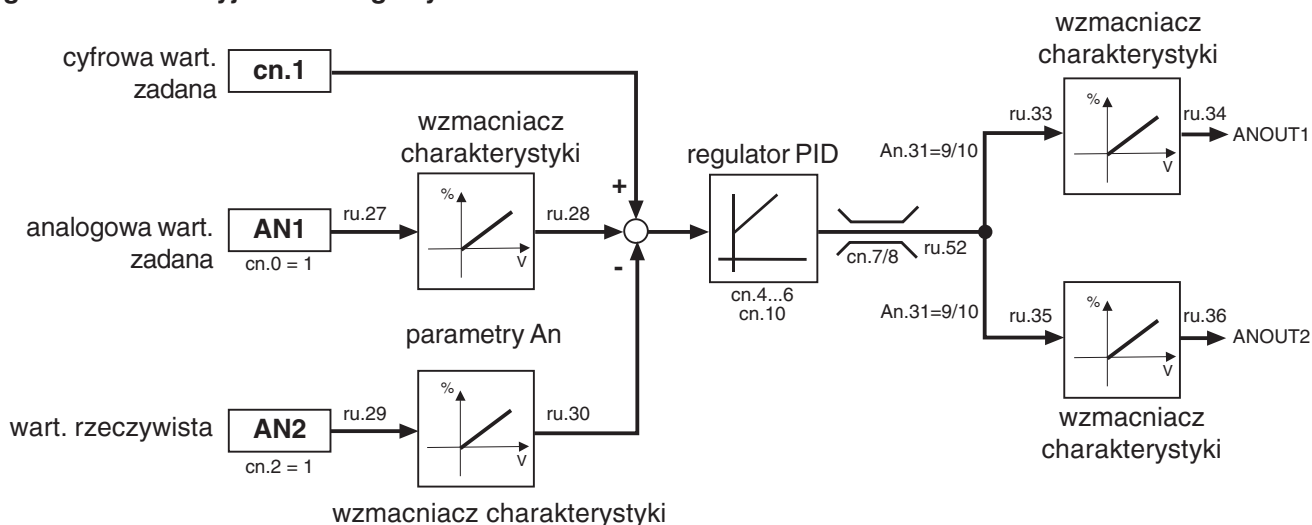 wzmacniacz
charakterystyki
cyfrowa wart.
zadana
cn.1
%
V
ru.33
ru.34
ANOUT1
wzmacniacz
charakterystyki
regulator PID
An.31=9/10
+
analogowa wart.
zadana
AN1
cn.0 = 1
ru.27
%
V
ru.28
-
cn.4...6
cn.10
cn.7/8
ru.52
An.31=9/10
ru.35
%
V
ru.36
ANOUT2
parametry An
wart. rzeczywista
AN2
cn.2 = 1
ru.29
%
V
ru.30
wzmacniacz
charakterystyki
wzmacniacz charakterystyki